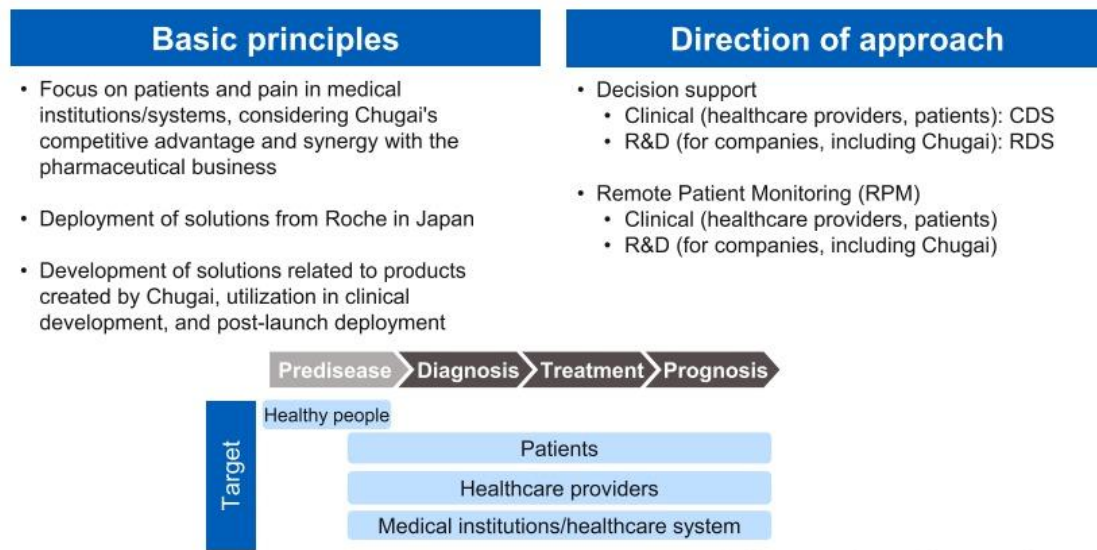 Basic principles
• Focus on patients and pain in medical
institutions/systems, considering Chugai's
competitive advantage and synergy with the
pharmaceutical business
• Deployment of solutions from Roche in Japan
• Development of solutions related to products
created by Chugai, utilization in clinical
development, and post-launch deployment
Direction of approach
• Decision support
• Clinical (healthcare providers, patients): CDS
• R&D (for companies, including Chugai): RDS
• Remote Patient Monitoring (RPM)
• Clinical (healthcare providers, patients)
• R&D (for companies, including Chugai)
Predisease Diagnosis Treatment Prognosis
Target
Healthy people
Patients
Healthcare providers
Medical institutions/healthcare system